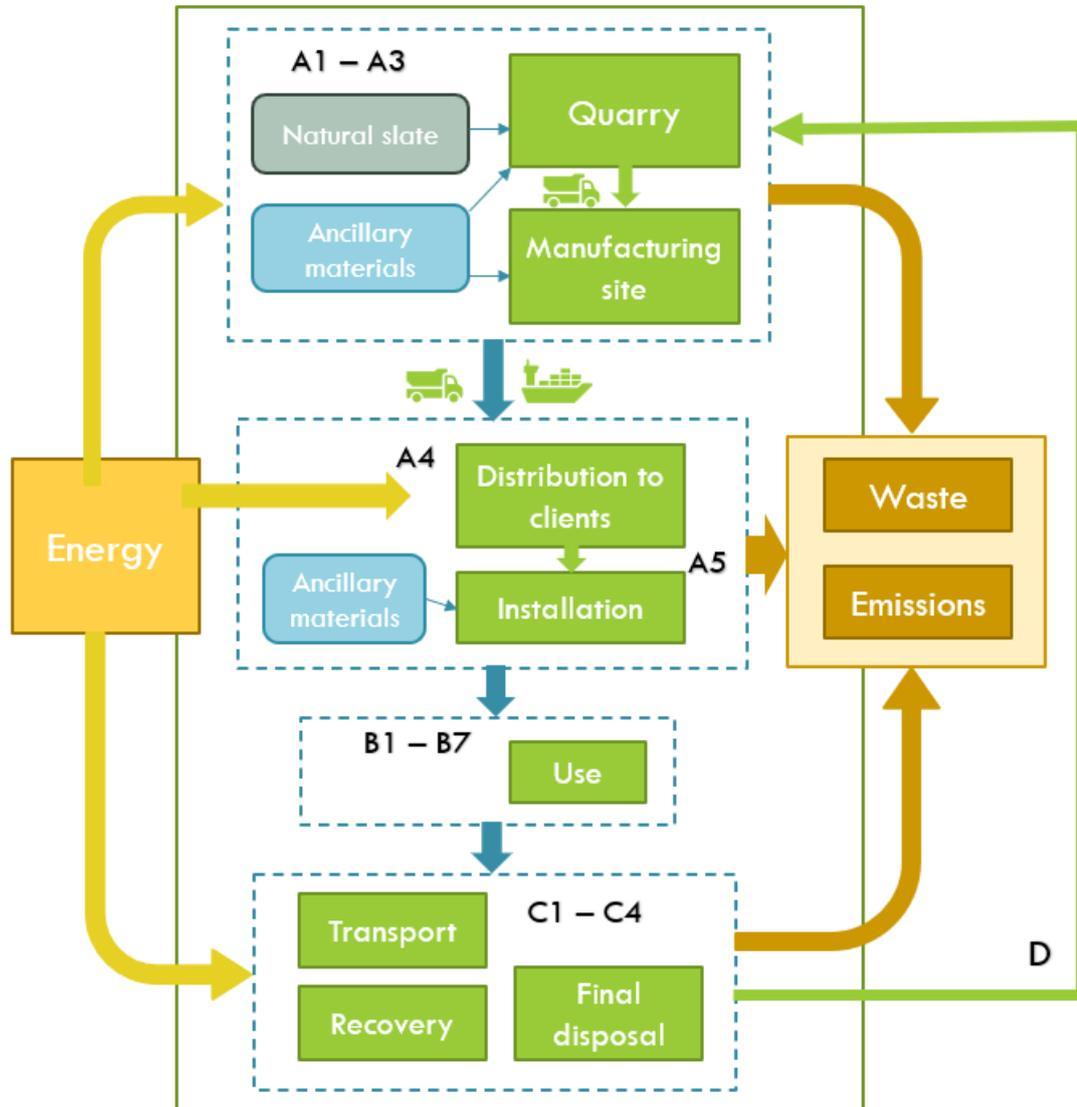 A1 – A3
Natural slate
Quarry
Ancillary
materials
Manufacturing
site
A4
Distribution to
clients
Energy
Ancillary
materials
A5
Installation
Waste
Emissions
B1 – B7
Use
Transport
C1 – C4
Recovery
Final
disposal
D